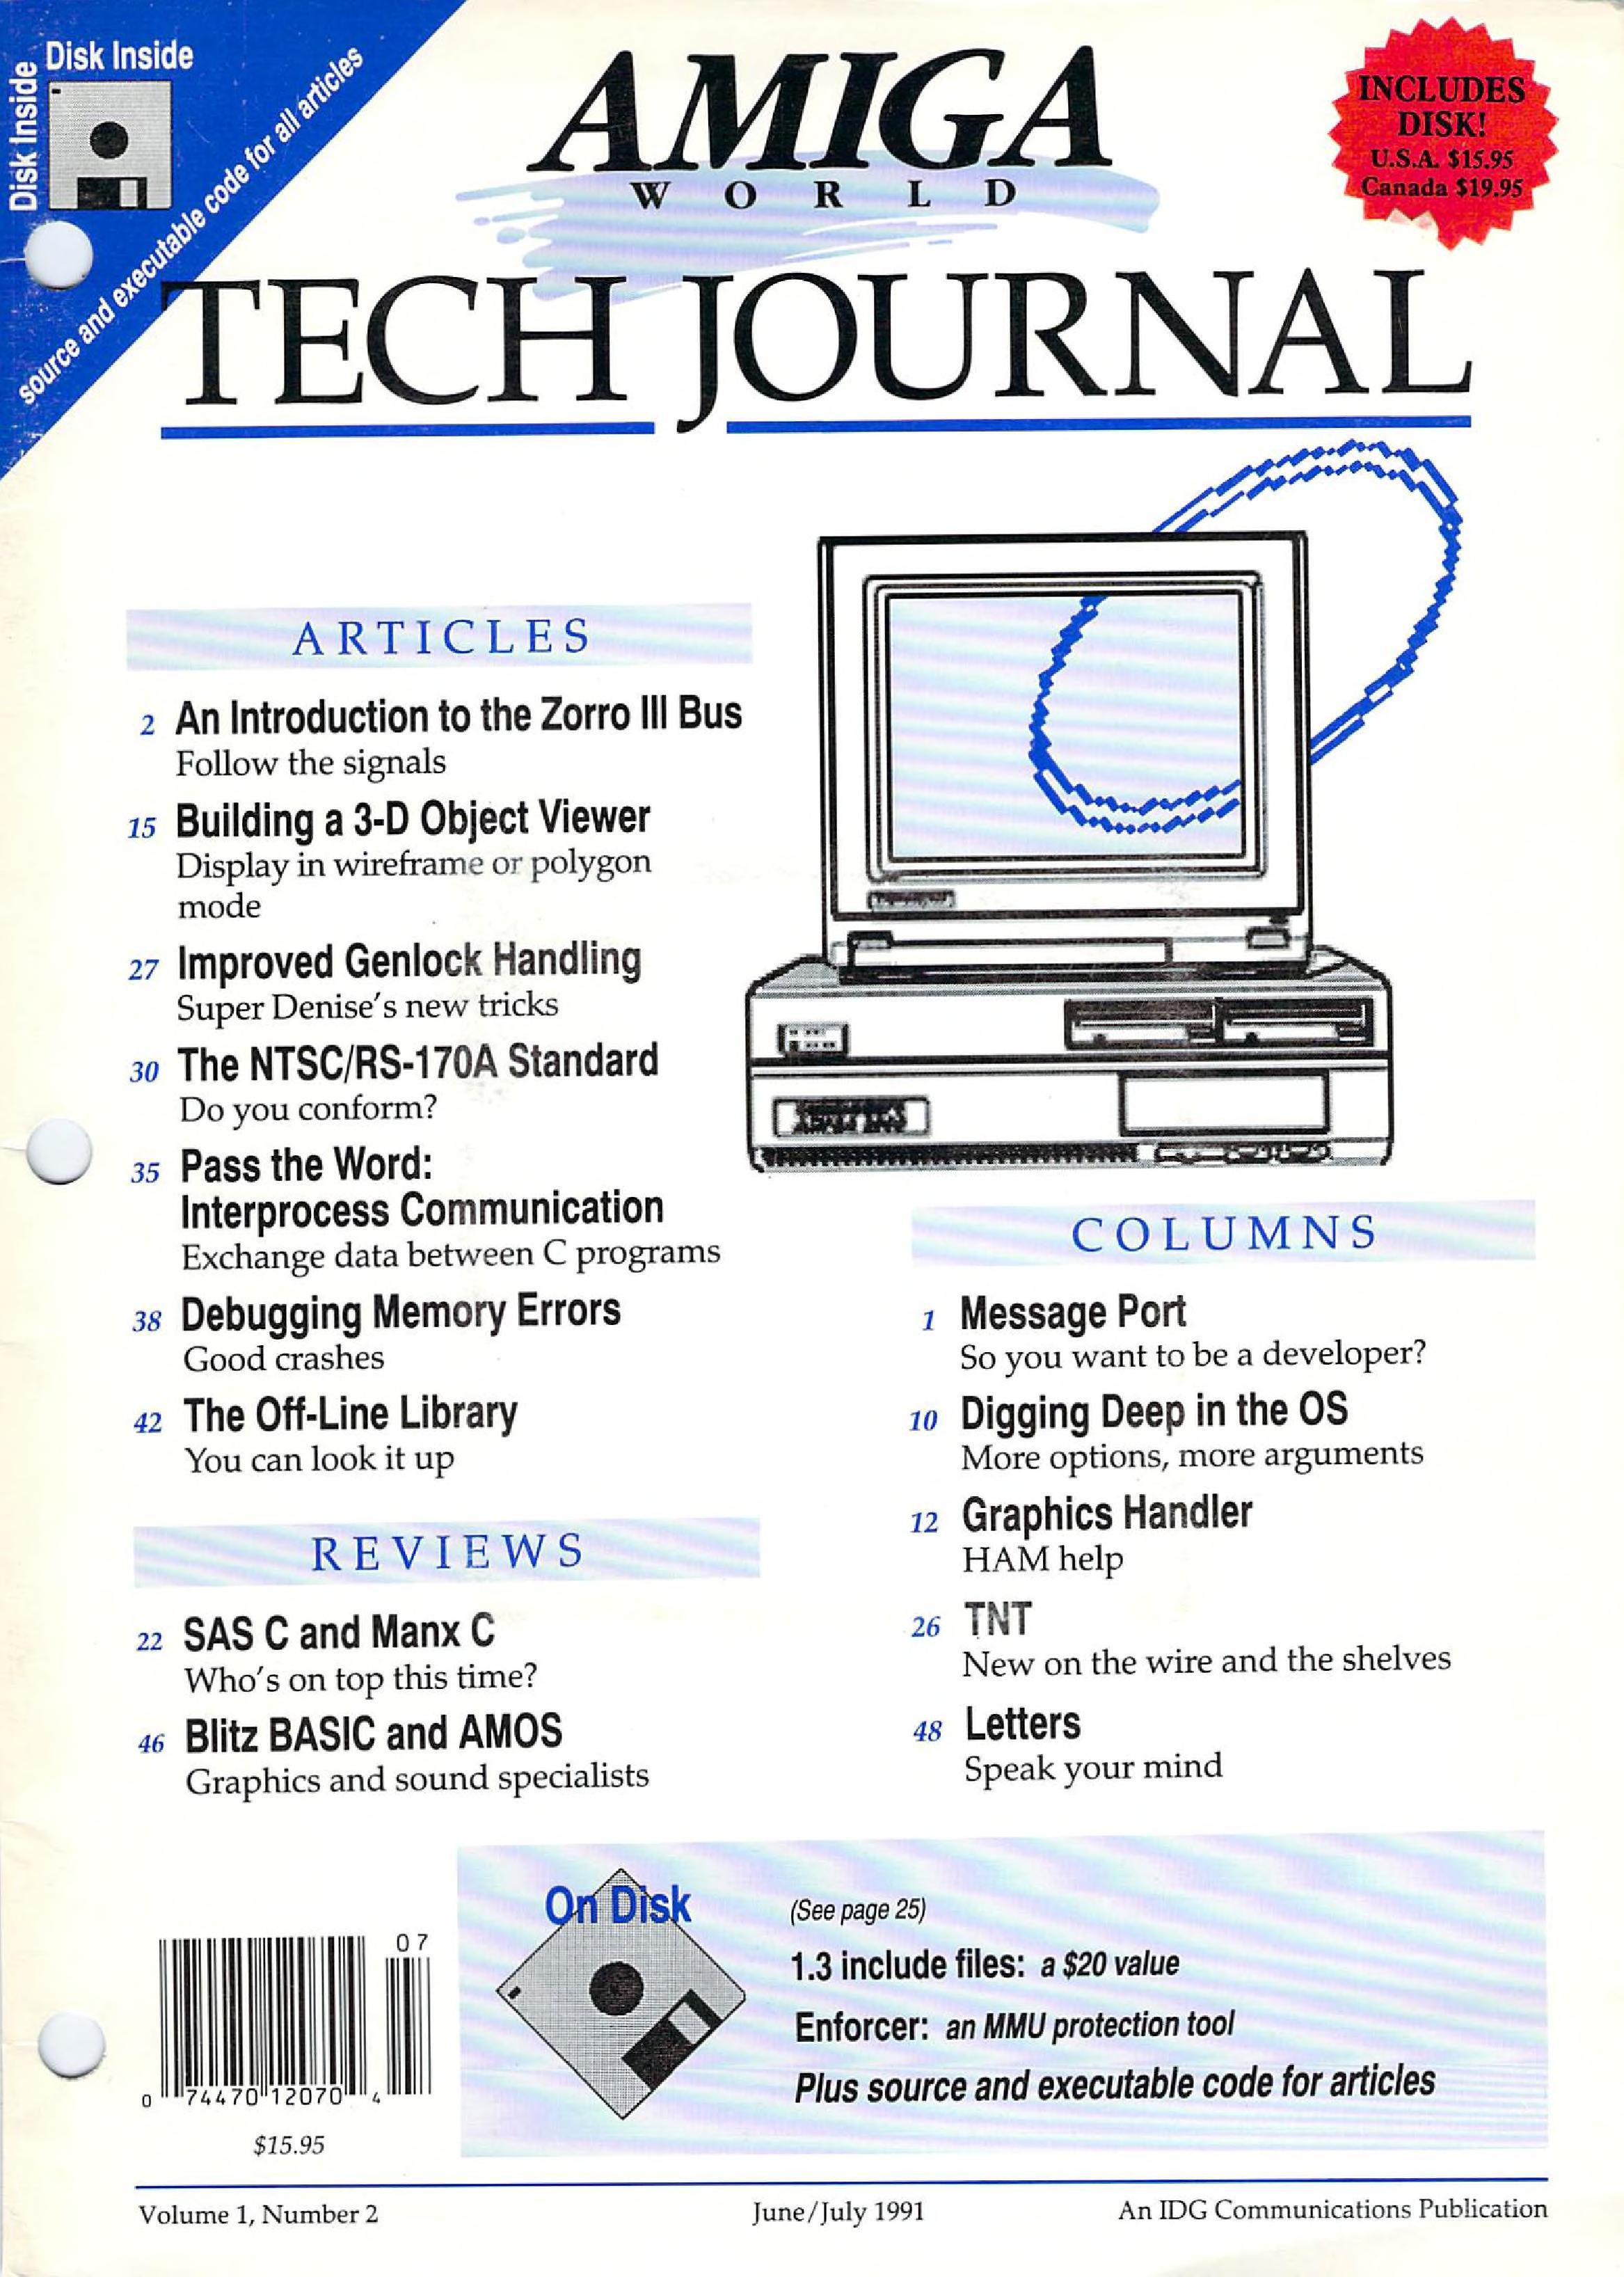 Disk Inside
Disk Inside
source and executable code for all articles
AMIGA
WORLD
TECH JOURNAL
INCLUDES
DISK!
U.S.A. $15.95
Canada $19.95
ARTICLES
2 An Introduction to the Zorro III Bus
Follow the signals
15 Building a 3-D Object Viewer
Display in wireframe or polygon
mode
27 Improved Genlock Handling
Super Denise's new tricks
30 The NTSC/RS-170A Standard
Do you conform?
35 Pass the Word:
Interprocess Communication
Exchange data between C programs
38 Debugging Memory Errors
Good crashes
42 The Off-Line Library
You can look it up
REVIEWS
22 SAS C and Manx C
Who's on top this time?
46 Blitz BASIC and AMOS
Graphics and sound specialists
COLUMNS
1 Message Port
So you want to be a developer?
10 Digging Deep in the OS
More options, more arguments
12 Graphics Handler
HAM help
26 TNT
New on the wire and the shelves
48 Letters
Speak your mind
On Disk
(See page 25)
1.3 include files: a $20 value
Enforcer: an MMU protection tool
Plus source and executable code for articles
07
0 74470 12070 4
$15.95
Volume 1, Number 2
June/July 1991
An IDG Communications Publication